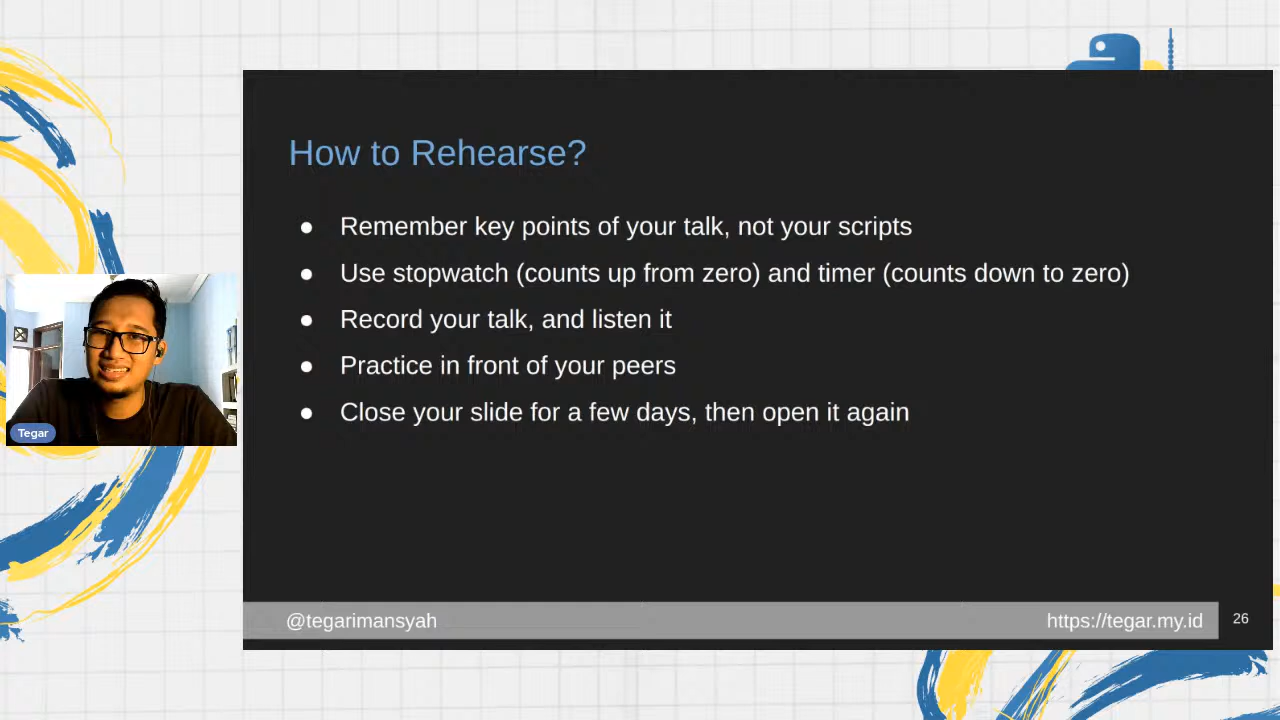 How to Rehearse?
● Remember key points of your talk, not your scripts
● Use stopwatch (counts up from zero) and timer (counts down to zero)
● Record your talk, and listen it
● Practice in front of your peers
● Close your slide for a few days, then open it again
Tegar
@tegarimansyah
https://tegar.my.id
26